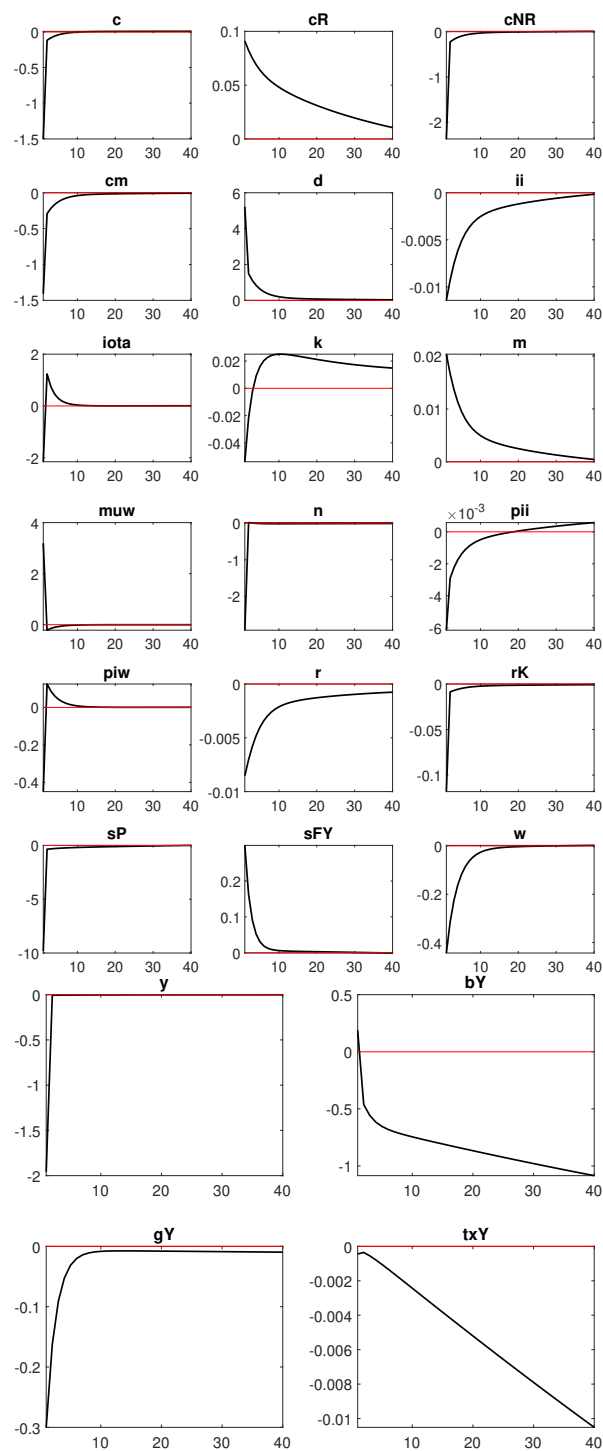 c cR cNR
0 0.1 0
-0.5 -1
-1 0.05 -2
-1.5 0
10 20 30 40 10 20 30 40 10 20 30 40
cm d ii
0 6 0
-0.5 4 -0.005
-1 2 -0.01
-1.5 0
10 20 30 40 10 20 30 40 10 20 30 40
iota k m
2 0.02 0.02
0 0 0.01
-2 -0.02 0
-0.04
10 20 30 40 10 20 30 40 10 20 30 40
muw n pii
×10-3
4 0 0
2 -1 -2
0 -2 -4
-6
10 20 30 40 10 20 30 40 10 20 30 40
piw r rK
0 0 0
-0.2 -0.005 -0.05
-0.4 -0.01 -0.1
10 20 30 40 10 20 30 40 10 20 30 40
sP sFY w
0 0.2 0
-5 0.1 -0.2
-10 0 -0.4
10 20 30 40 10 20 30 40 10 20 30 40
y bY
0 0.5
-0.5 0
-1 -0.5
-1.5 -1
-2
10 20 30 40 10 20 30 40
gY txY
0 0
-0.1 -0.002
-0.2 -0.004
-0.3 -0.006
-0.008
-0.01
10 20 30 40 10 20 30 40